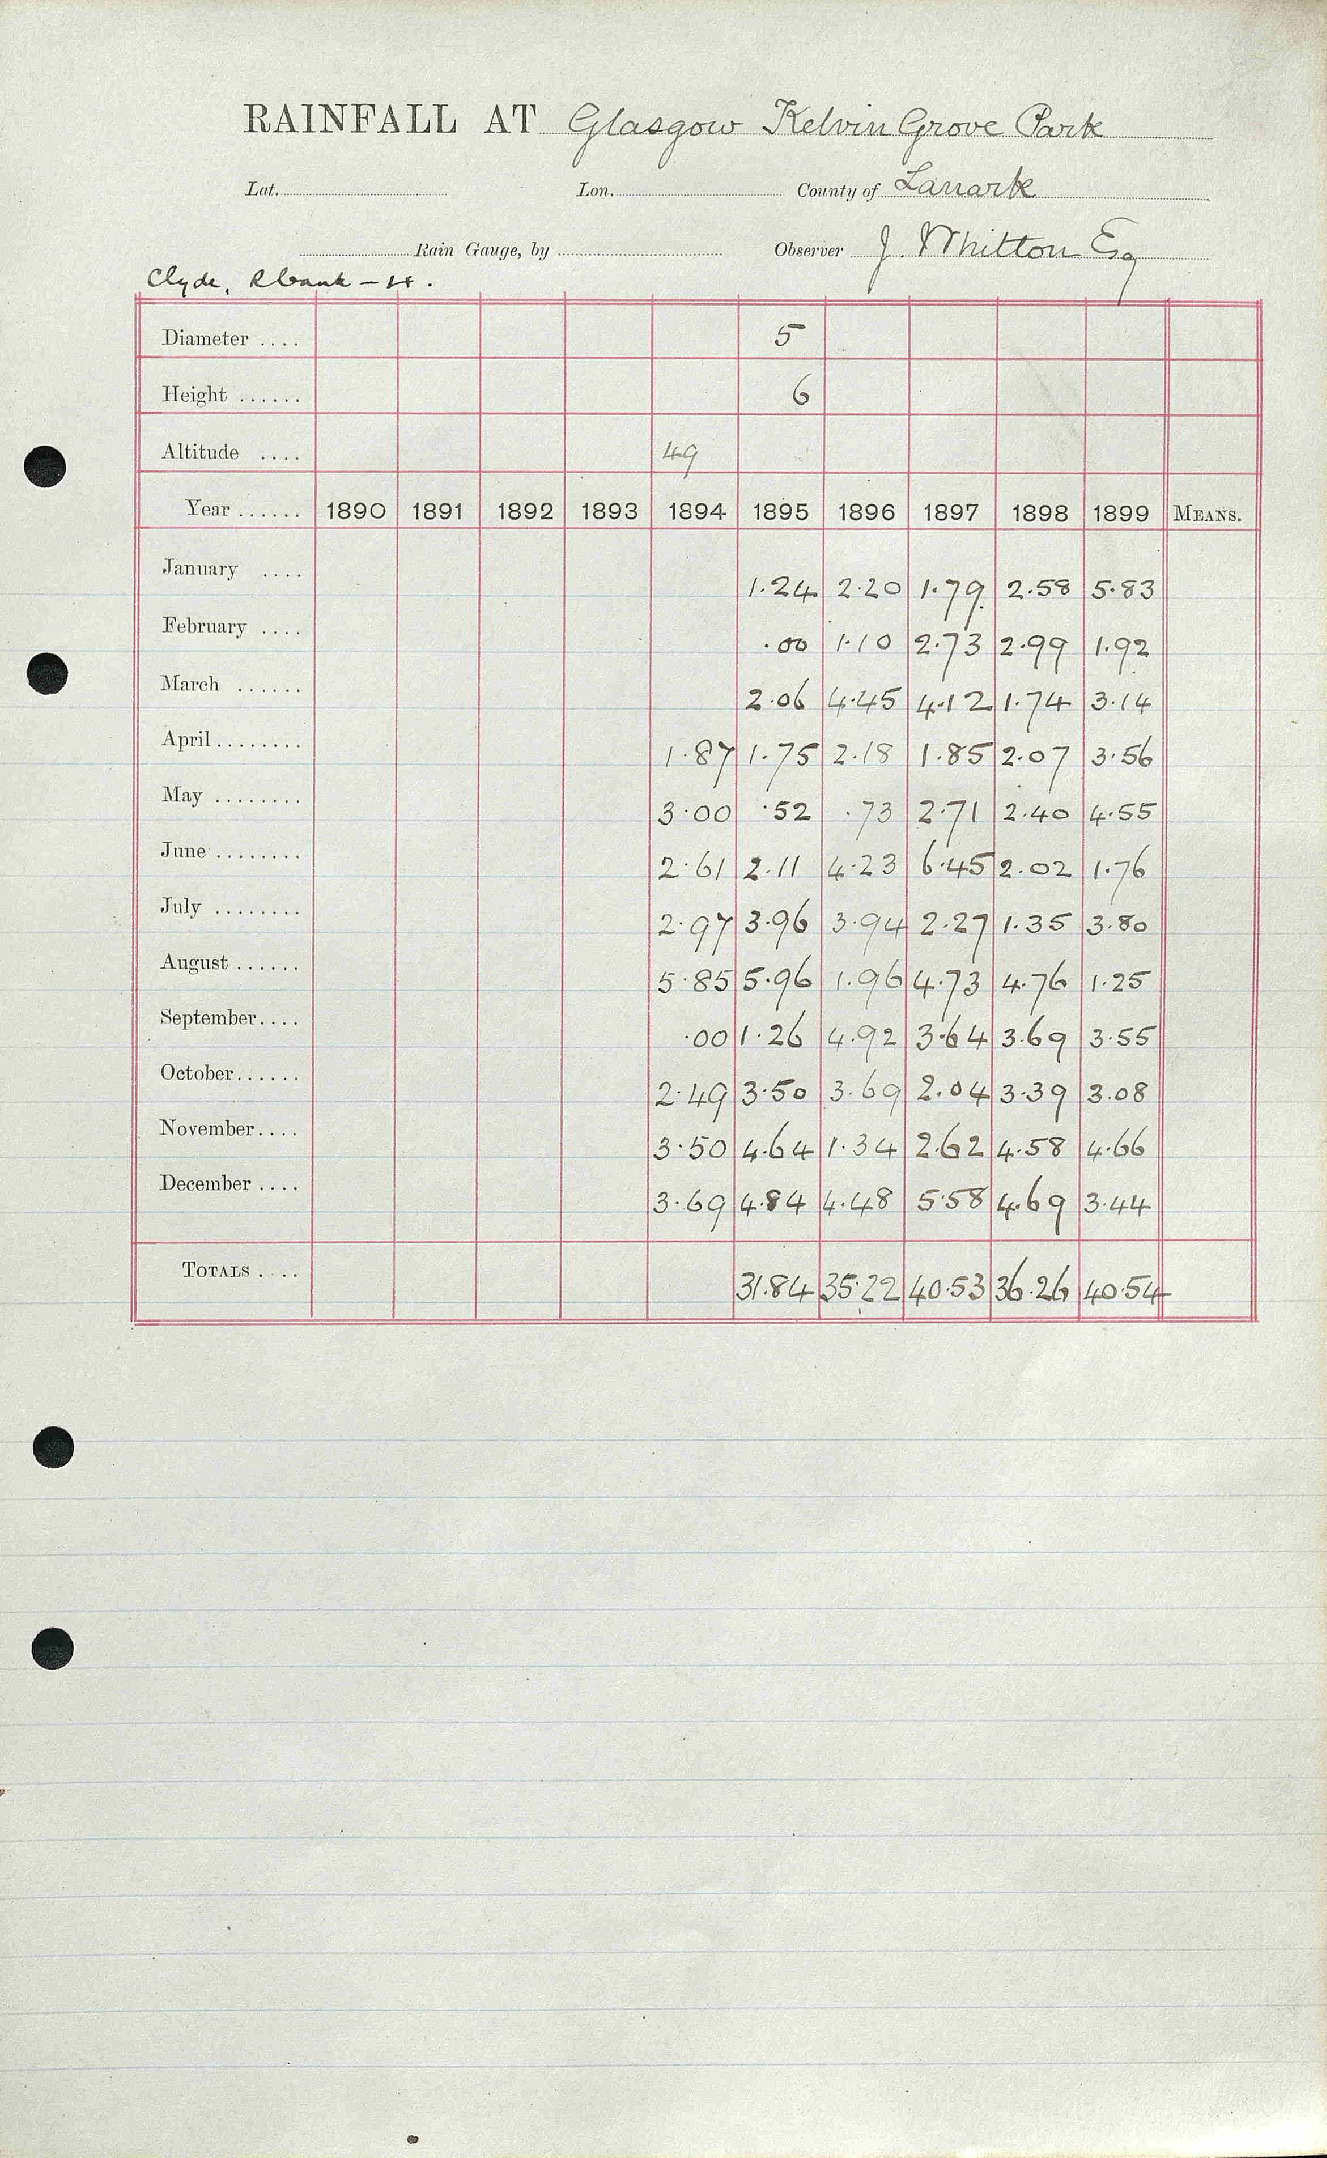 RAINFALL AT Glasgow Kelvin Grove Park
Lat. Lon. County of Lanark
Rain Gauge, by Observer J. Whitton Esq
Clyde, R bank - H.
Diameter .... 5
Height ...... 6
Altitude .... 49
Year ...... 1890 1891 1892 1893 1894 1895 1896 1897 1898 1899 MEANS.
January .... 1.24 2.20 1.79 2.58 5.83
February .... .00 1.10 2.73 2.99 1.92
March ...... 2.06 4.45 4.12 1.74 3.14
April ........ 1.87 1.75 2.18 1.85 2.07 3.56
May ........ 3.00 .52 .73 2.71 2.40 4.55
June ........ 2.61 2.11 4.23 6.45 2.02 1.76
July ........ 2.97 3.96 3.94 2.27 1.35 3.80
August ...... 5.85 5.96 1.96 4.73 4.76 1.25
September.... .00 1.26 4.92 3.64 3.69 3.55
October...... 2.49 3.50 3.69 2.04 3.39 3.08
November.... 3.50 4.64 1.34 2.62 4.58 4.66
December .... 3.69 4.84 4.48 5.58 4.69 3.44
TOTALS .... 31.84 35.22 40.53 36.26 40.54